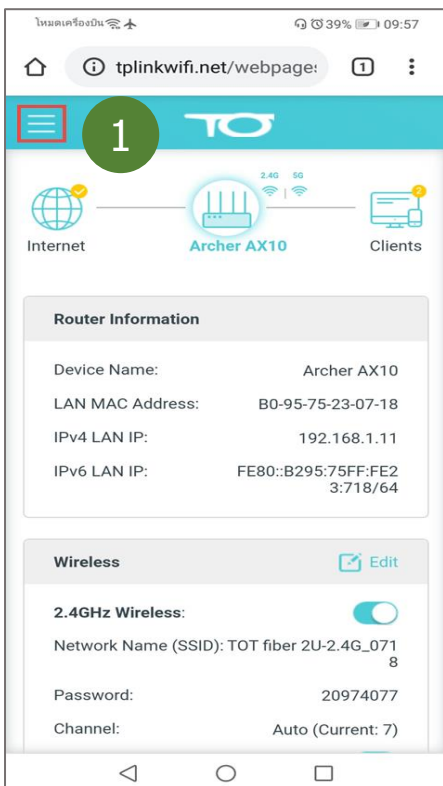 โหมดเครื่องบิน 39% 09:57
tplinkwifi.net/webpage: 1
1 TOT
2.4G 5G
2
Internet Archer AX10 Clients
Router Information
Device Name: Archer AX10
LAN MAC Address: B0-95-75-23-07-18
IPv4 LAN IP: 192.168.1.11
IPv6 LAN IP: FE80::B295:75FF:FE2
3:718/64
Wireless Edit
2.4GHz Wireless:
Network Name (SSID): TOT fiber 2U-2.4G_071
8
Password: 20974077
Channel: Auto (Current: 7)